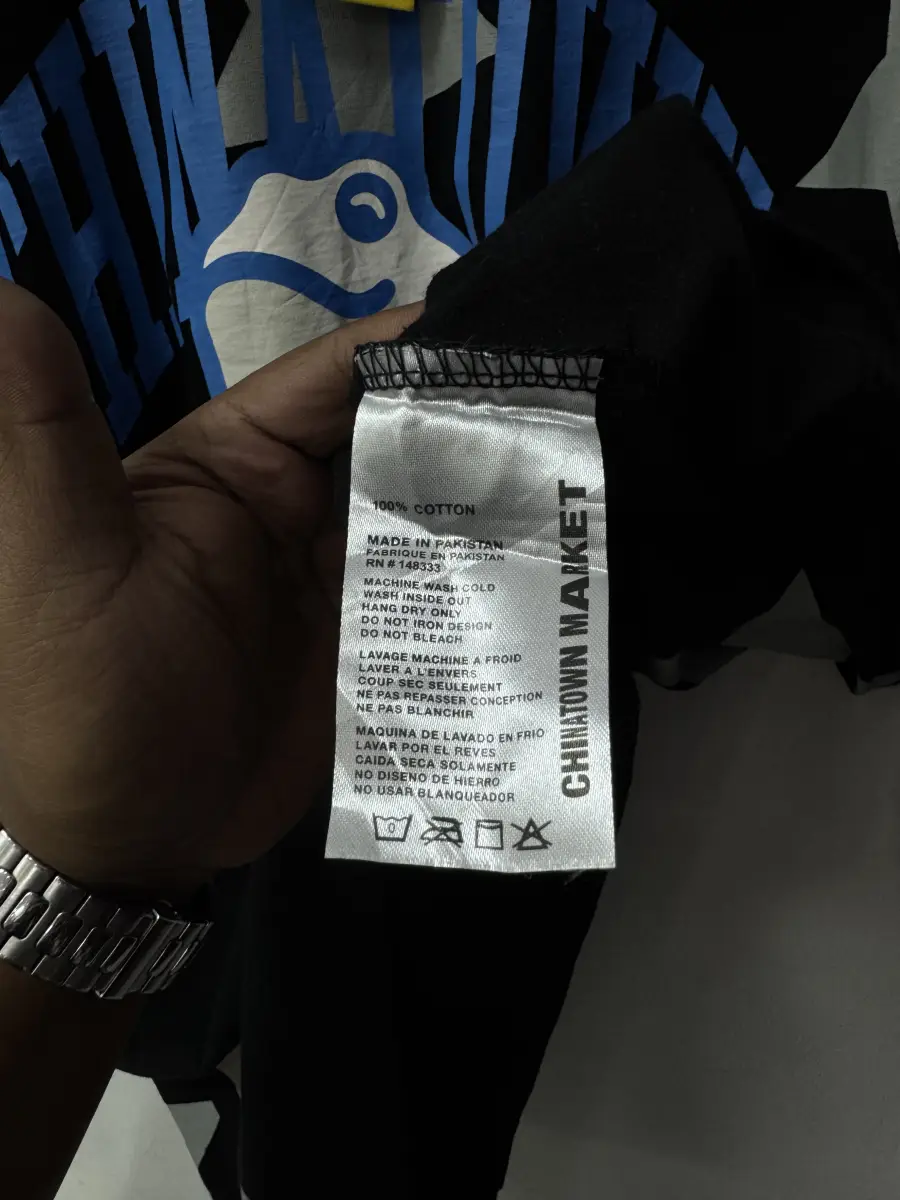 100% COTTON
MADE IN PAKISTAN
FABRIQUE EN PAKISTAN
RN # 148333
MACHINE WASH COLD
WASH INSIDE OUT
HANG DRY ONLY
DO NOT IRON DESIGN
DO NOT BLEACH
LAVAGE MACHINE A FROID
LAVER A L'ENVERS
COUP SEC SEULEMENT
NE PAS REPASSER CONCEPTION
NE PAS BLANCHIR
MAQUINA DE LAVADO EN FRIO
LAVAR POR EL REVES
CAIDA SECA SOLAMENTE
NO DISENO DE HIERRO
NO USAR BLANQUEADOR
0
CHINATOWN MARKET